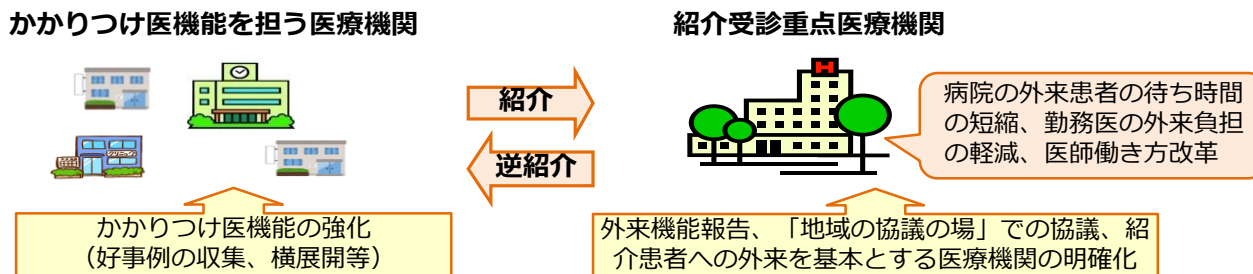 かかりつけ医機能を担う医療機関
紹介受診重点医療機関
紹介
逆紹介
病院の外来患者の待ち時間
の短縮、勤務医の外来負担
の軽減、医師働き方改革
かかりつけ医機能の強化
（好事例の収集、横展開等）
外来機能報告、「地域の協議の場」での協議、紹
介患者への外来を基本とする医療機関の明確化
H